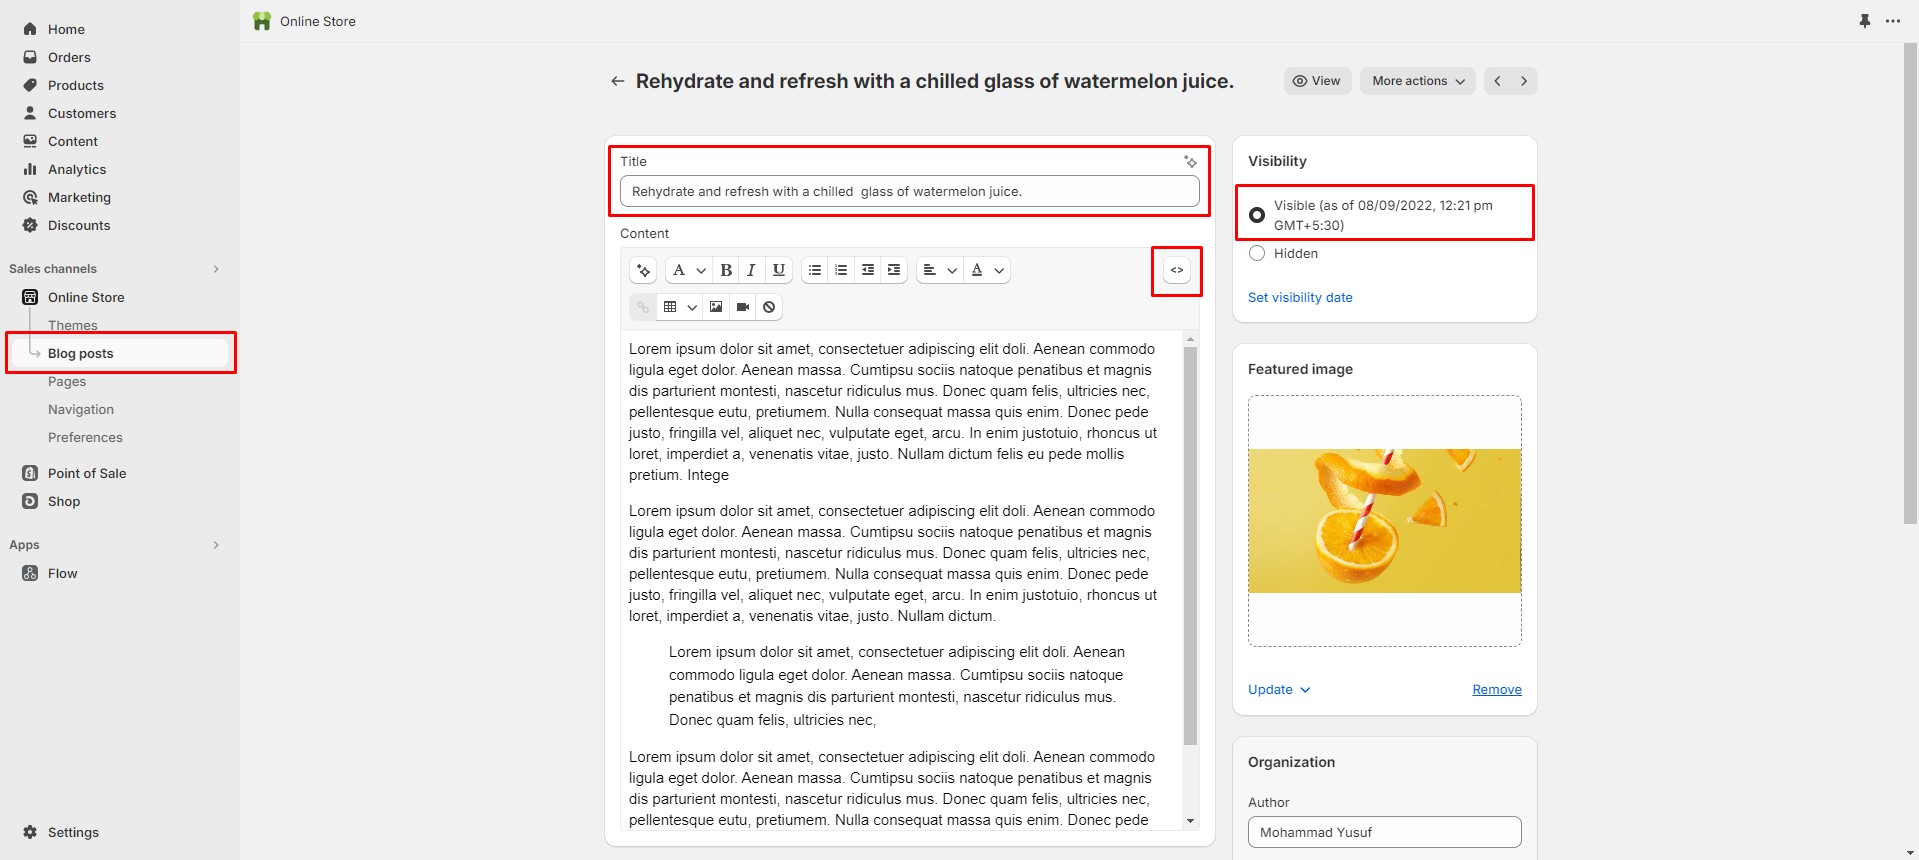 Home
Orders
Products
Customers
Content
Analytics
Marketing
Discounts
Sales channels
Online Store
Themes
Blog posts
Pages
Navigation
Preferences
Point of Sale
Shop
Apps
Flow
Settings
Online Store
Rehydrate and refresh with a chilled glass of watermelon juice.
View
More actions
Title
Rehydrate and refresh with a chilled  glass of watermelon juice.
Content
A B I U A <>
Lorem ipsum dolor sit amet, consectetuer adipiscing elit doli. Aenean commodo
ligula eget dolor. Aenean massa. Cumtipsu sociis natoque penatibus et magnis
dis parturient montesti, nascetur ridiculus mus. Donec quam felis, ultricies nec,
pellentesque eutu, pretiumem. Nulla consequat massa quis enim. Donec pede
justo, fringilla vel, aliquet nec, vulputate eget, arcu. In enim justotuio, rhoncus ut
loret, imperdiet a, venenatis vitae, justo. Nullam dictum felis eu pede mollis
pretium. Intege
Lorem ipsum dolor sit amet, consectetuer adipiscing elit doli. Aenean commodo
ligula eget dolor. Aenean massa. Cumtipsu sociis natoque penatibus et magnis
dis parturient montesti, nascetur ridiculus mus. Donec quam felis, ultricies nec,
pellentesque eutu, pretiumem. Nulla consequat massa quis enim. Donec pede
justo, fringilla vel, aliquet nec, vulputate eget, arcu. In enim justotuio, rhoncus ut
loret, imperdiet a, venenatis vitae, justo. Nullam dictum.
Lorem ipsum dolor sit amet, consectetuer adipiscing elit doli. Aenean
commodo ligula eget dolor. Aenean massa. Cumtipsu sociis natoque
penatibus et magnis dis parturient montesti, nascetur ridiculus mus.
Donec quam felis, ultricies nec,
Lorem ipsum dolor sit amet, consectetuer adipiscing elit doli. Aenean commodo
ligula eget dolor. Aenean massa. Cumtipsu sociis natoque penatibus et magnis
dis parturient montesti, nascetur ridiculus mus. Donec quam felis, ultricies nec,
pellentesque eutu, pretiumem. Nulla consequat massa quis enim. Donec pede
Visibility
Visible (as of 08/09/2022, 12:21 pm
GMT+5:30)
Hidden
Set visibility date
Featured image
Update
Remove
Organization
Author
Mohammad Yusuf